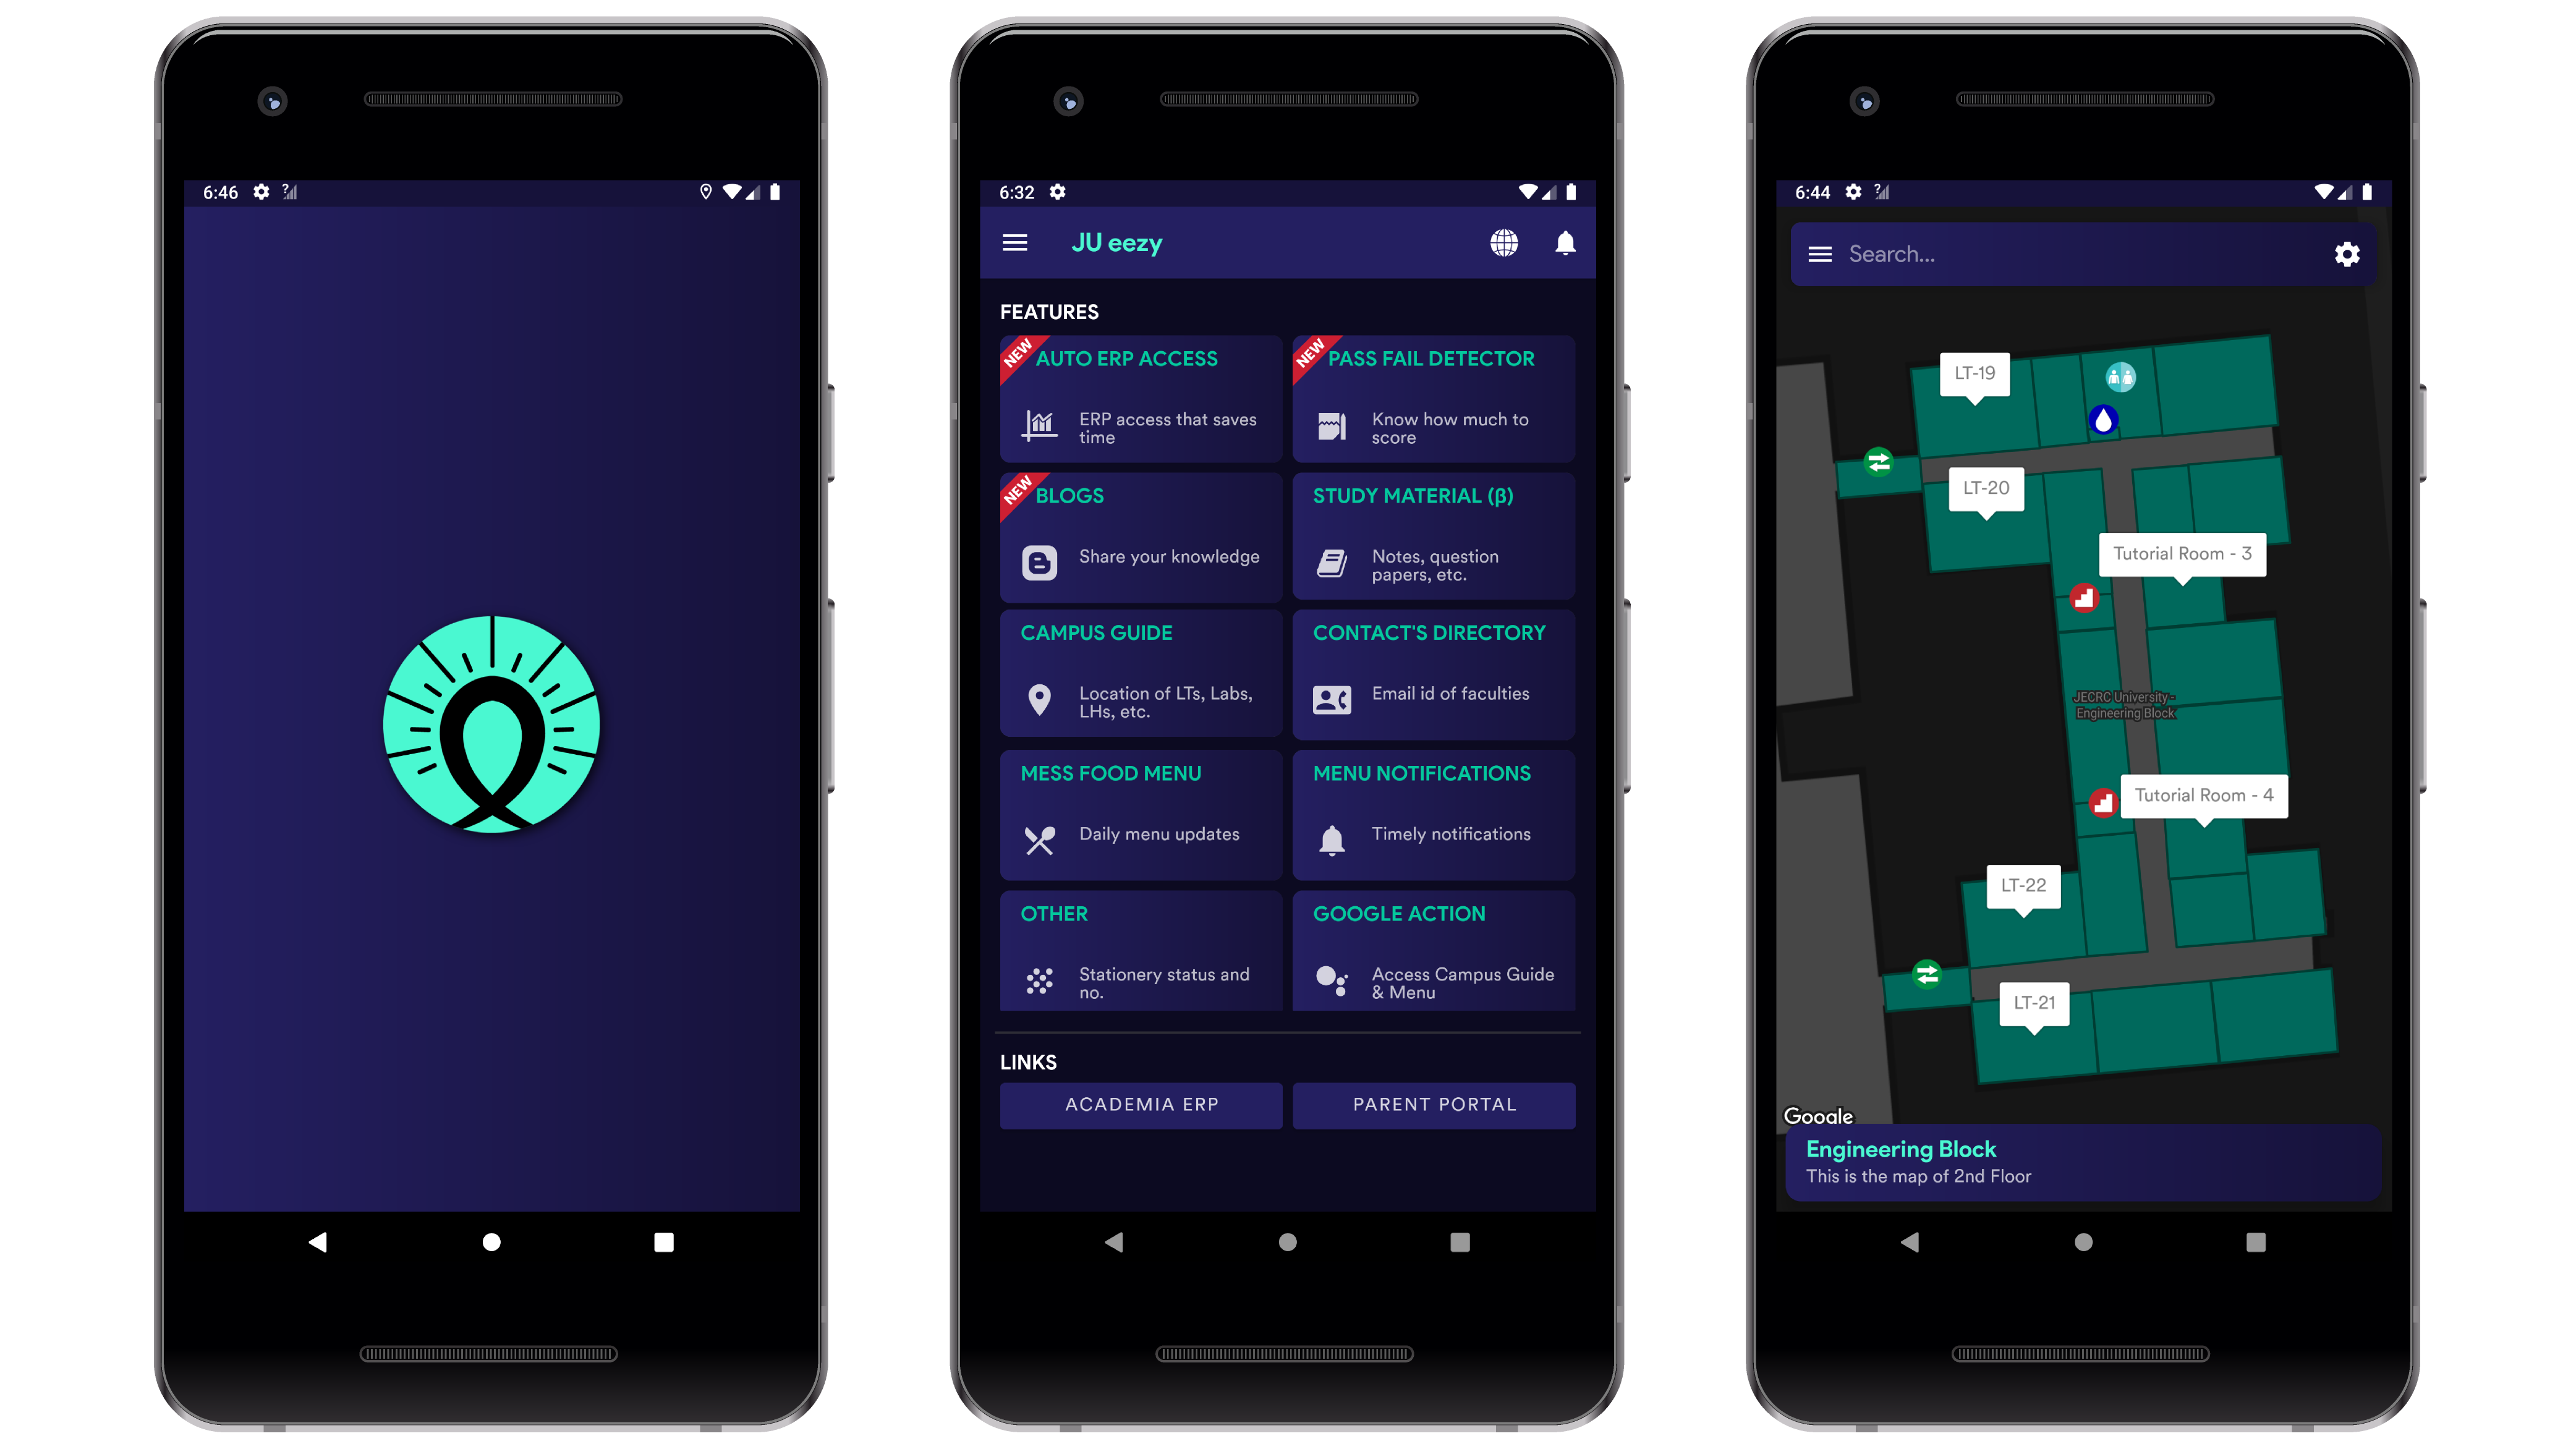 6:46
6:32
JU eezy
FEATURES
NEW
AUTO ERP ACCESS
ERP access that saves
time
NEW
PASS FAIL DETECTOR
Know how much to
score
NEW
BLOGS
Share your knowledge
STUDY MATERIAL (β)
Notes, question
papers, etc.
CAMPUS GUIDE
Location of LTs, Labs,
LHs, etc.
CONTACT'S DIRECTORY
Email id of faculties
MESS FOOD MENU
Daily menu updates
MENU NOTIFICATIONS
Timely notifications
OTHER
Stationery status and
no.
GOOGLE ACTION
Access Campus Guide
& Menu
LINKS
ACADEMIA ERP
PARENT PORTAL
6:44
Search...
LT-19
LT-20
Tutorial Room - 3
JECRC University -
Engineering Block
Tutorial Room - 4
LT-22
LT-21
Google
Engineering Block
This is the map of 2nd Floor